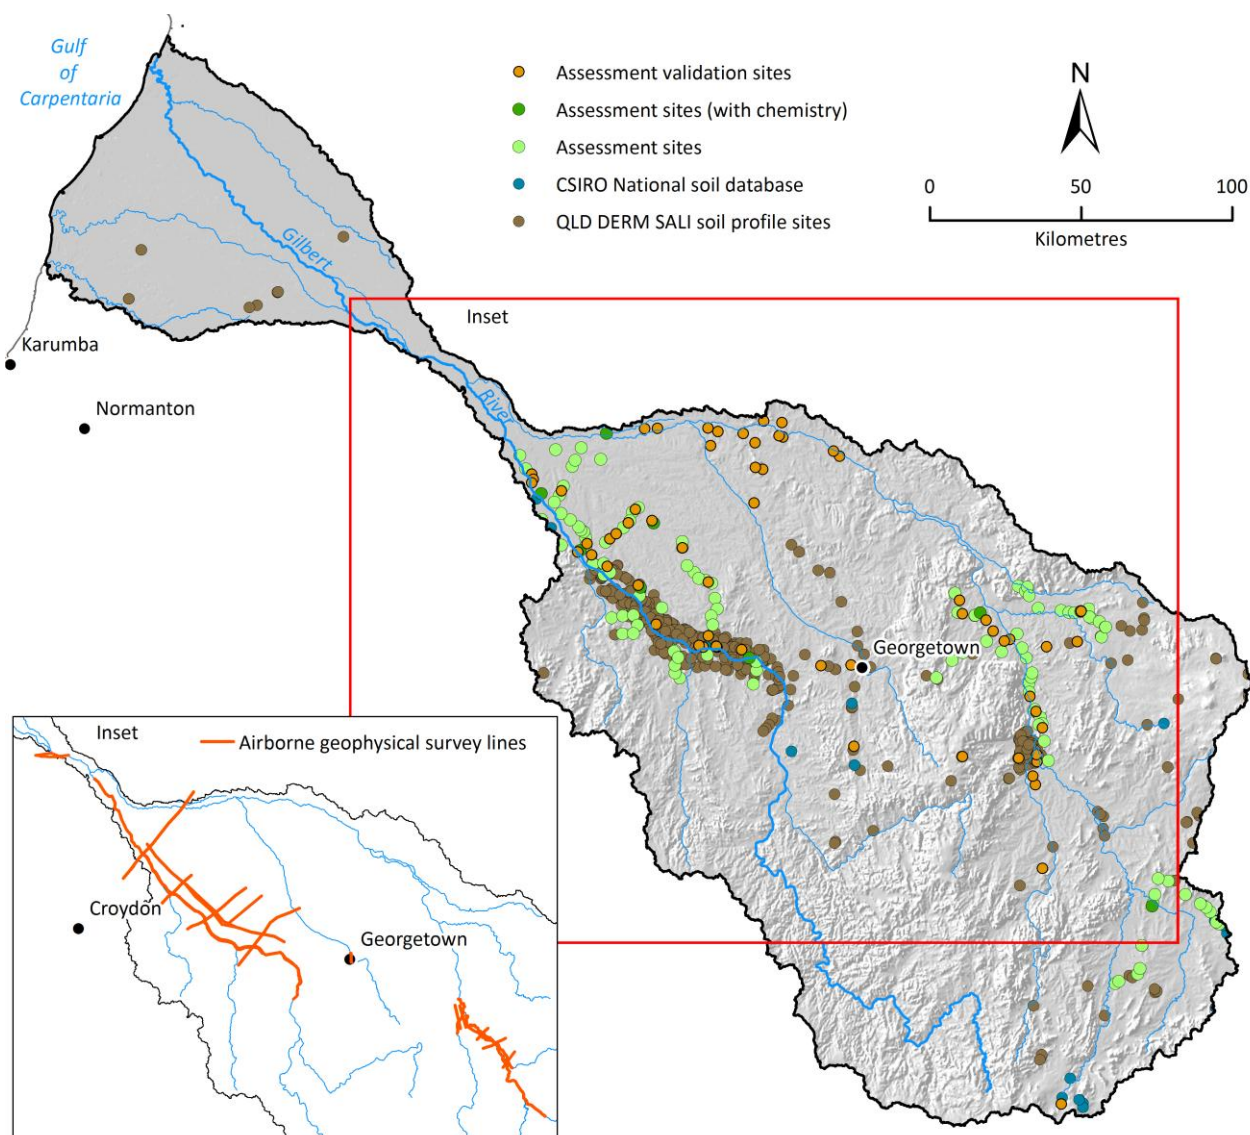 Gulf
of
Carpentaria
Assessment validation sites
Assessment sites (with chemistry)
Assessment sites
CSIRO National soil database
QLD DERM SALI soil profile sites
N
0 50 100
Kilometres
Gilbert
River
Inset
Karumba
Normanton
Georgetown
Inset
Airborne geophysical survey lines
Croydon
Georgetown